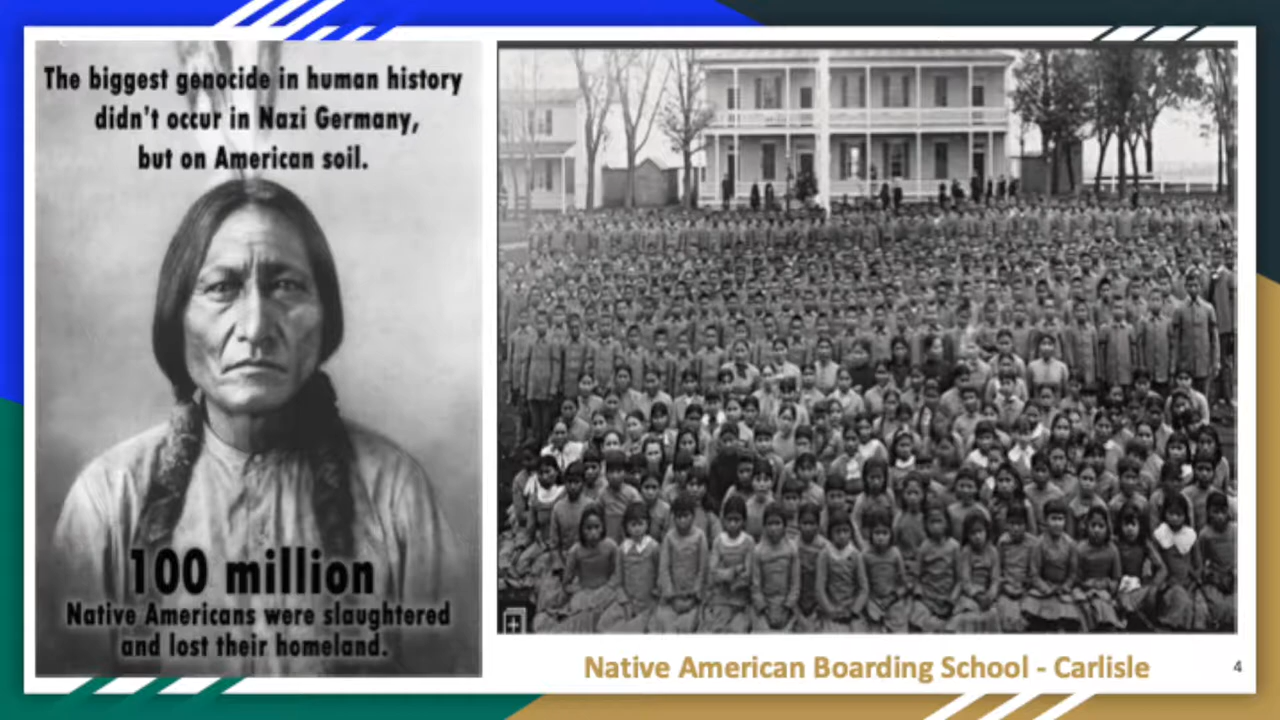 The biggest genocide in human history
didn't occur in Nazi Germany,
but on American soil.
100 million
Native Americans were slaughtered
and lost their homeland.
Native American Boarding School - Carlisle
4